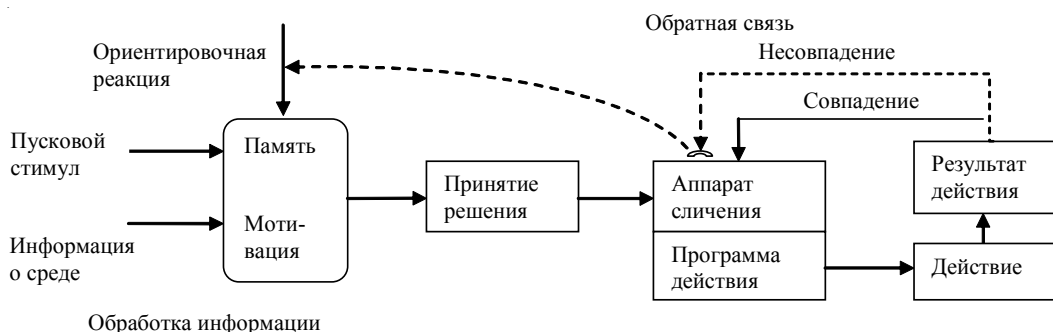 Обратная связь
Ориентировочная
реакция
Несовпадение
Совпадение
Пусковой
стимул
Память
Принятие
решения
Аппарат
сличения
Результат
действия
Информация
о среде
Моти-
вация
Программа
действия
Действие
Обработка информации